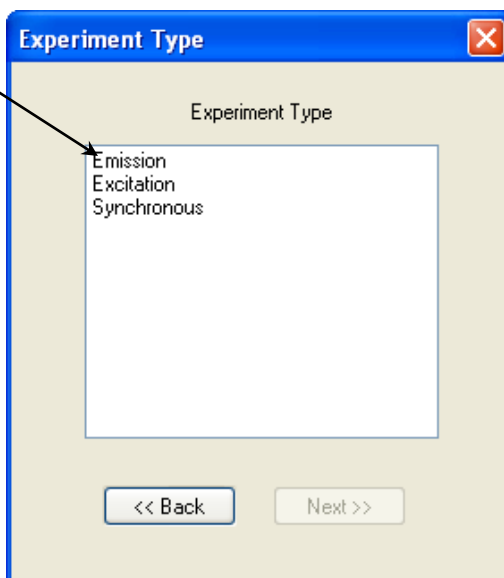 Experiment Type
Experiment Type
Emission
Excitation
Synchronous
<< Back
Next >>